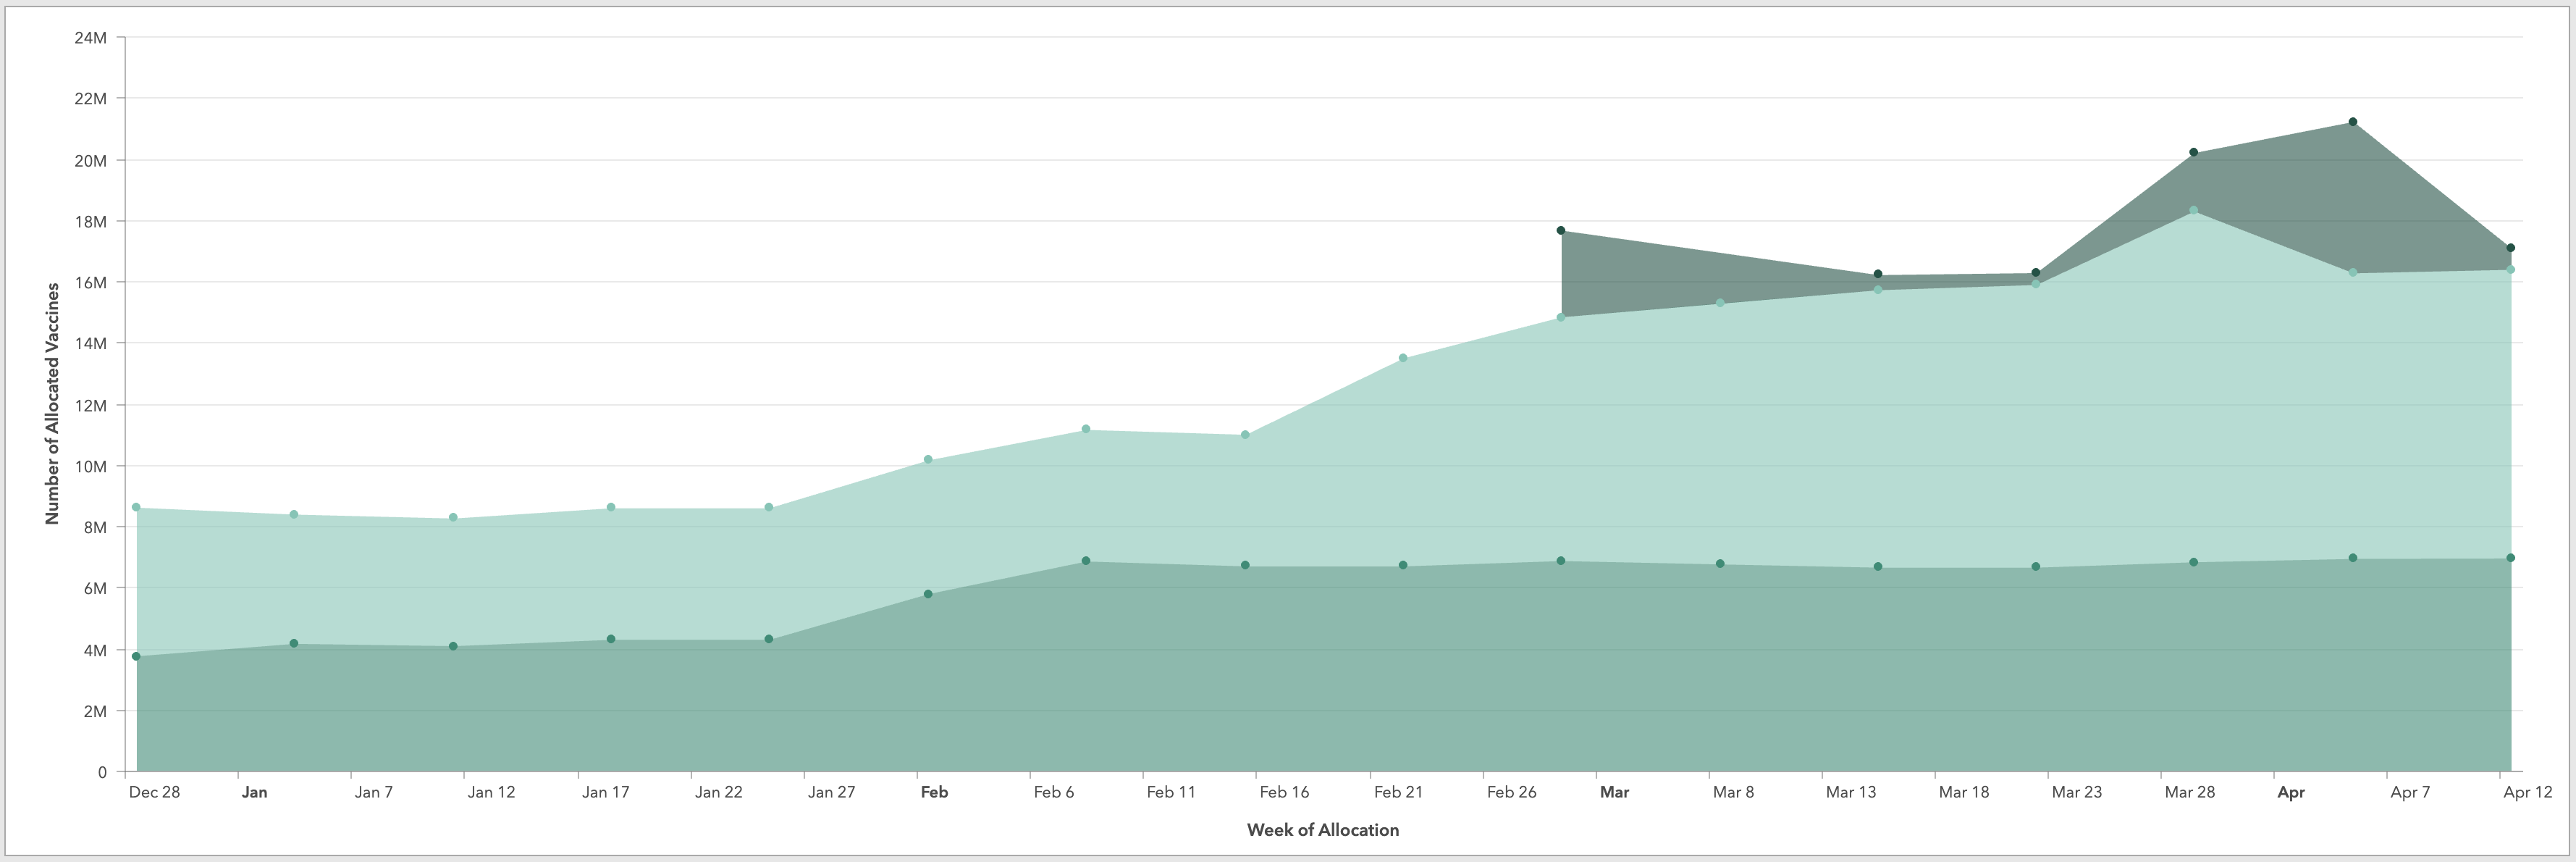 24M
22M
20M
18M
16M
14M
12M
10M
8M
6M
4M
2M
0
Number of Allocated Vaccines
Dec 28 Jan Jan 7 Jan 12 Jan 17 Jan 22 Jan 27 Feb Feb 6 Feb 11 Feb 16 Feb 21 Feb 26 Mar Mar 8 Mar 13 Mar 18 Mar 23 Mar 28 Apr Apr 7 Apr 12
Week of Allocation